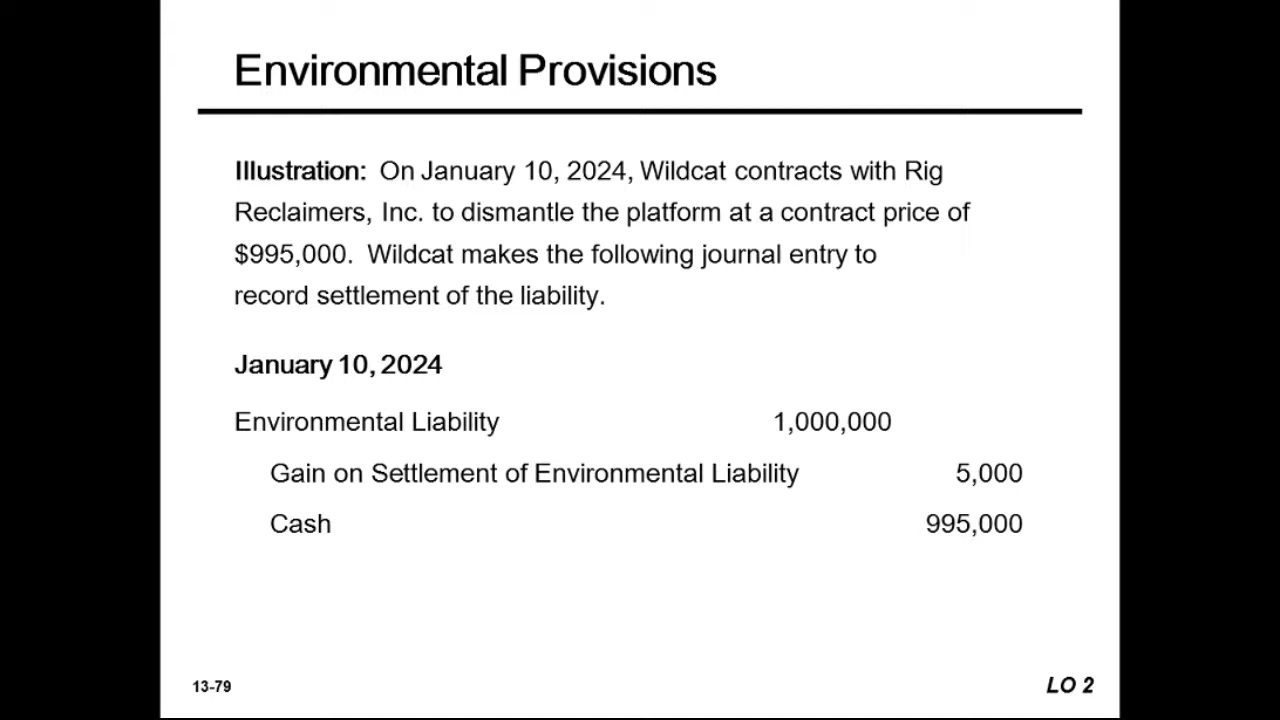 Environmental Provisions
Illustration: On January 10, 2024, Wildcat contracts with Rig
Reclaimers, Inc. to dismantle the platform at a contract price of
$995,000. Wildcat makes the following journal entry to
record settlement of the liability.
January 10, 2024
Environmental Liability 1,000,000
Gain on Settlement of Environmental Liability 5,000
Cash 995,000
13-79 LO 2